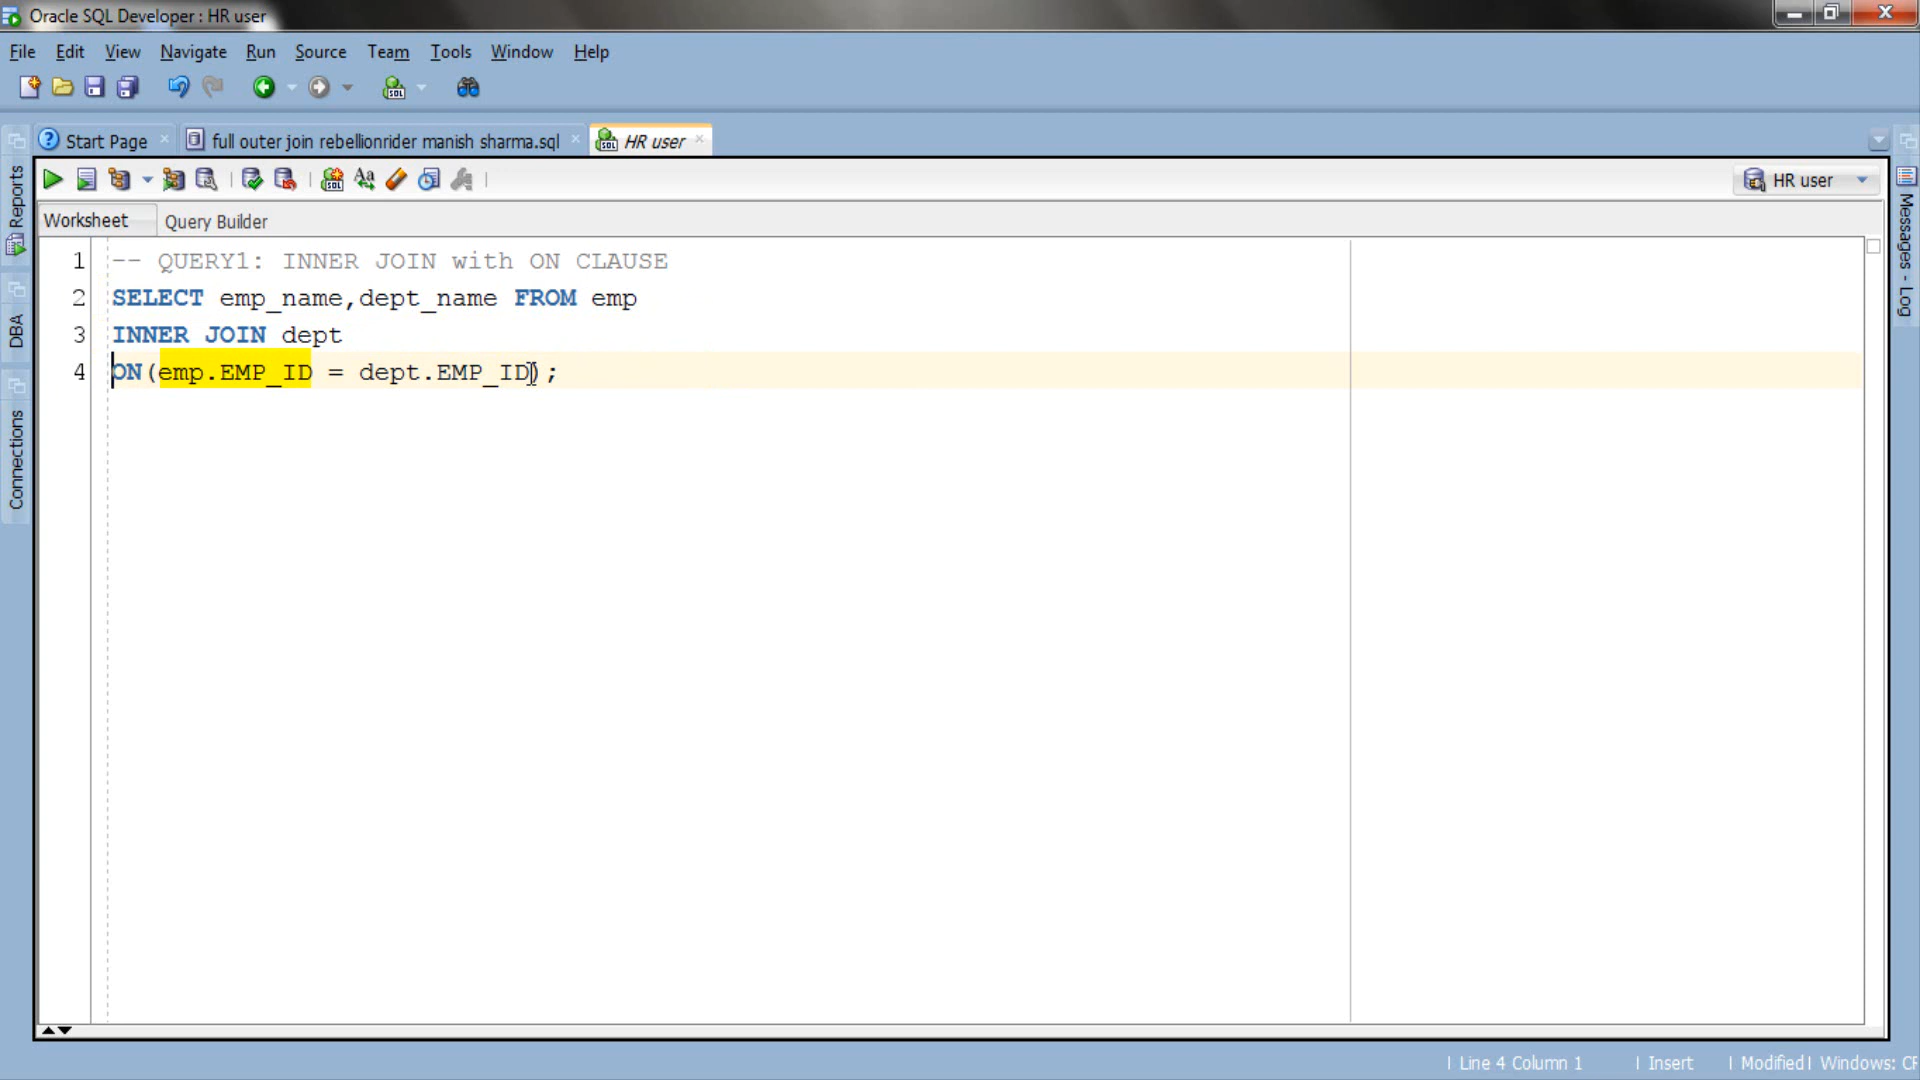 Oracle SQL Developer : HR user
File Edit View Navigate Run Source Team Tools Window Help
Start Page
full outer join rebellionrider manish sharma.sql
HR user
HR user
Worksheet Query Builder
1 -- QUERY1: INNER JOIN with ON CLAUSE
2 SELECT emp_name,dept_name FROM emp
3 INNER JOIN dept
4 ON(emp.EMP_ID = dept.EMP_ID);
Reports
DBA
Connections
Messages - Log
Line 4 Column 1 | Insert | Modified | Windows: CF